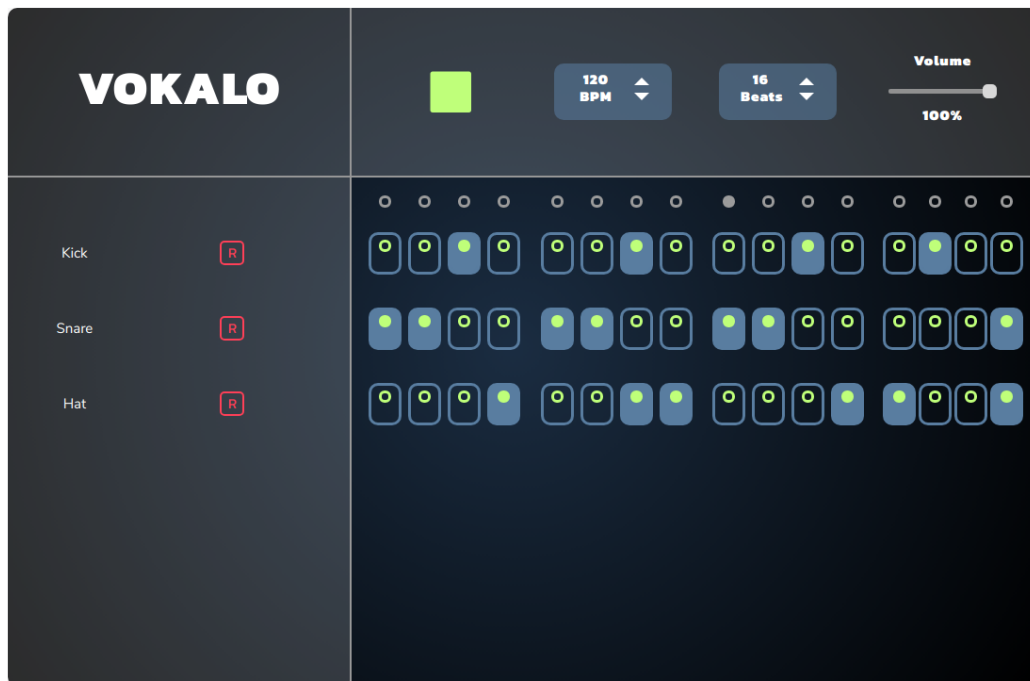 VOKALO
120
BPM
16
Beats
Volume
100%
Kick
R
Snare
R
Hat
R